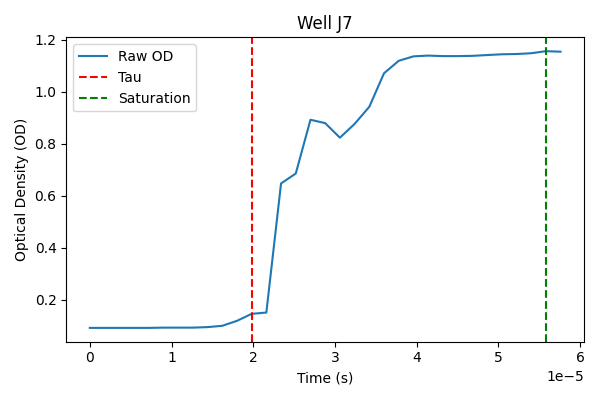 Well J7
Raw OD
Tau
Saturation
Optical Density (OD)
1.2
1.0
0.8
0.6
0.4
0.2
0 1 2 3 4 5 6
1e−5
Time (s)